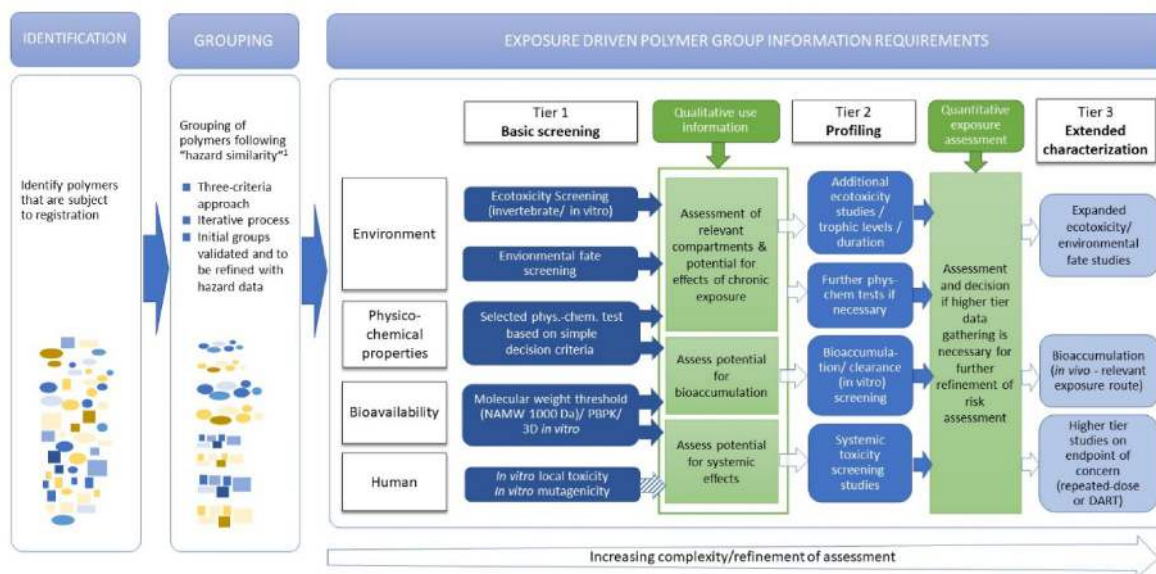 IDENTIFICATION
GROUPING
EXPOSURE DRIVEN POLYMER GROUP INFORMATION REQUIREMENTS
Identify polymers
that are subject
to registration
Grouping of
polymers following
"hazard similarity"¹
Three-criteria
approach
Iterative process
Initial groups
validated and to
be refined with
hazard data
Tier 1
Basic screening
Qualitative use
information
Tier 2
Profiling
Quantitative
exposure
assessment
Tier 3
Extended
characterization
Environment
Physico-
chemical
properties
Bioavailability
Human
Ecotoxicity Screening
(invertebrate/ in vitro)
Envionmental fate
screening
Selected phys.-chem. test
based on simple
decision criteria
Molecular weight threshold
(NAMW 1000 Da)/ PBPK/
3D in vitro
In vitro local toxicity
In vitro mutagenicity
Assessment of
relevant
compartments &
potential for
effects of chronic
exposure
Assess potential
for
bioaccumulation
Assess potential
for systemic
effects
Additional
ecotoxicity
studies /
trophic levels /
duration
Further phys-
chem tests if
necessary
Bioaccumula-
tion/ clearance
(in vitro)
screening
Systemic
toxicity
screening
studies
Assessment
and decision
if higher tier
data
gathering is
necessary for
further
refinement of
risk
assessment
Expanded
ecotoxicity/
environmental
fate studies
Bioaccumulation
(in vivo - relevant
exposure route)
Higher tier
studies on
endpoint of
concern
(repeated-dose
or DART)
Increasing complexity/refinement of assessment